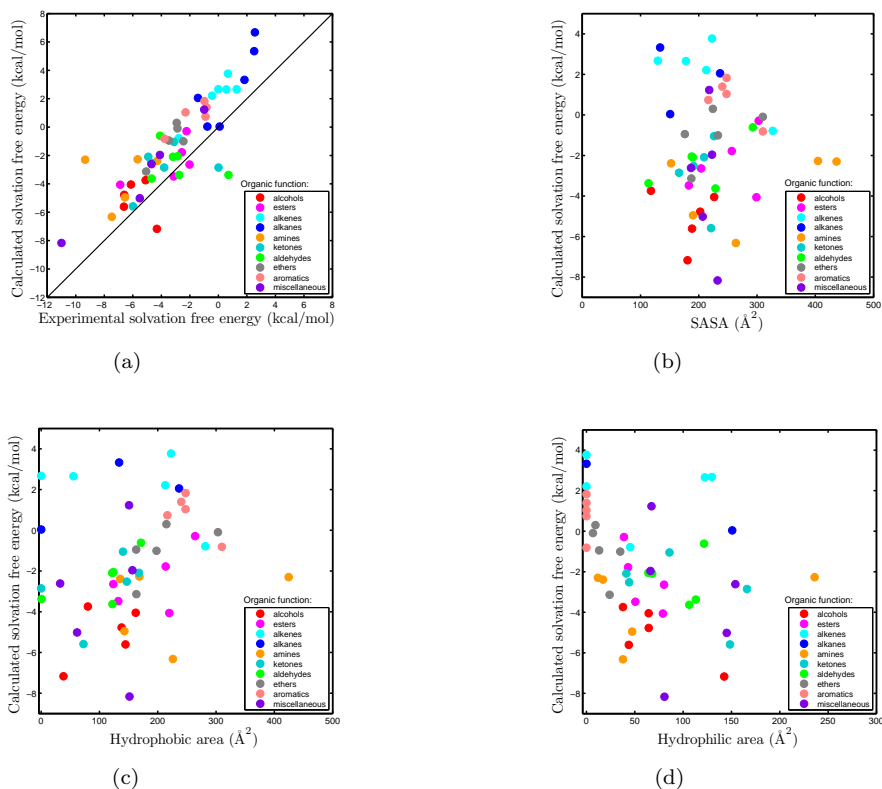 Calculated solvation free energy (kcal/mol)
8
6
4
2
0
−2
−4
−6
−8
−10
−12
−12 −10 −8 −6 −4 −2 0 2 4 6 8
Experimental solvation free energy (kcal/mol)
Organic function:
alcohols
esters
alkenes
alkanes
amines
ketones
aldehydes
ethers
aromatics
miscellaneous
(a)
Calculated solvation free energy (kcal/mol)
4
2
0
−2
−4
−6
−8
0 100 200 300 400 500
SASA (Å²)
Organic function:
alcohols
esters
alkenes
alkanes
amines
ketones
aldehydes
ethers
aromatics
miscellaneous
(b)
Calculated solvation free energy (kcal/mol)
4
2
0
−2
−4
−6
−8
0 100 200 300 400 500
Hydrophobic area (Å²)
Organic function:
alcohols
esters
alkenes
alkanes
amines
ketones
aldehydes
ethers
aromatics
miscellaneous
(c)
Calculated solvation free energy (kcal/mol)
4
2
0
−2
−4
−6
−8
0 50 100 150 200 250 300
Hydrophilic area (Å²)
Organic function:
alcohols
esters
alkenes
alkanes
amines
ketones
aldehydes
ethers
aromatics
miscellaneous
(d)